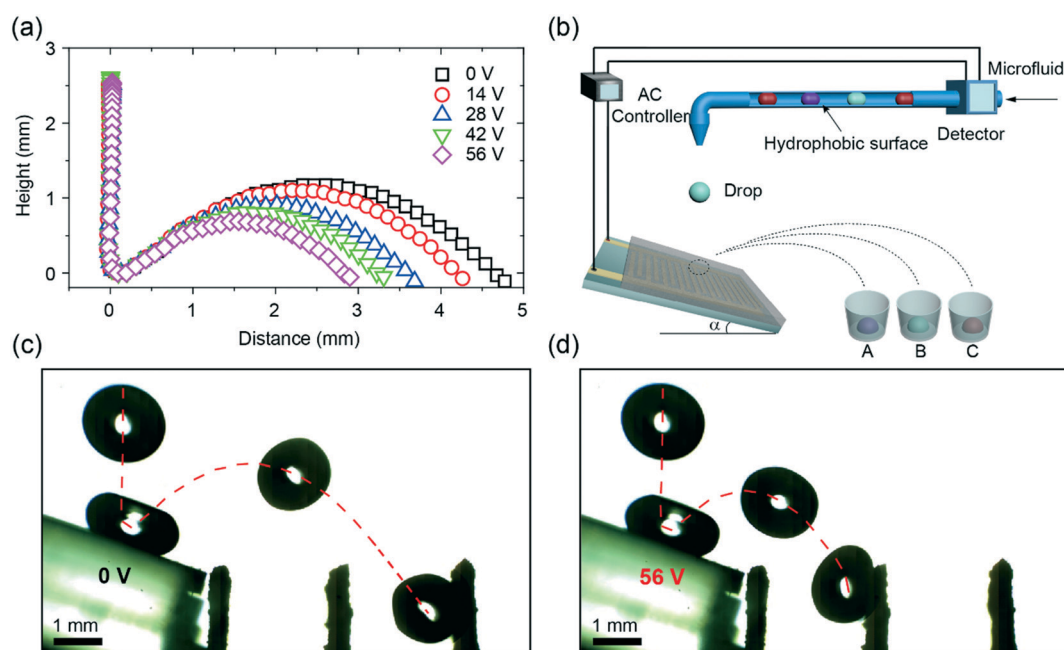 (a)
3
2
1
0
Height (mm)
0 1 2 3 4 5
Distance (mm)
0 V
14 V
28 V
42 V
56 V
(b)
AC
Controller
Microfluid
Detector
Hydrophobic surface
Drop
α
A B C
(c)
0 V
1 mm
(d)
56 V
1 mm